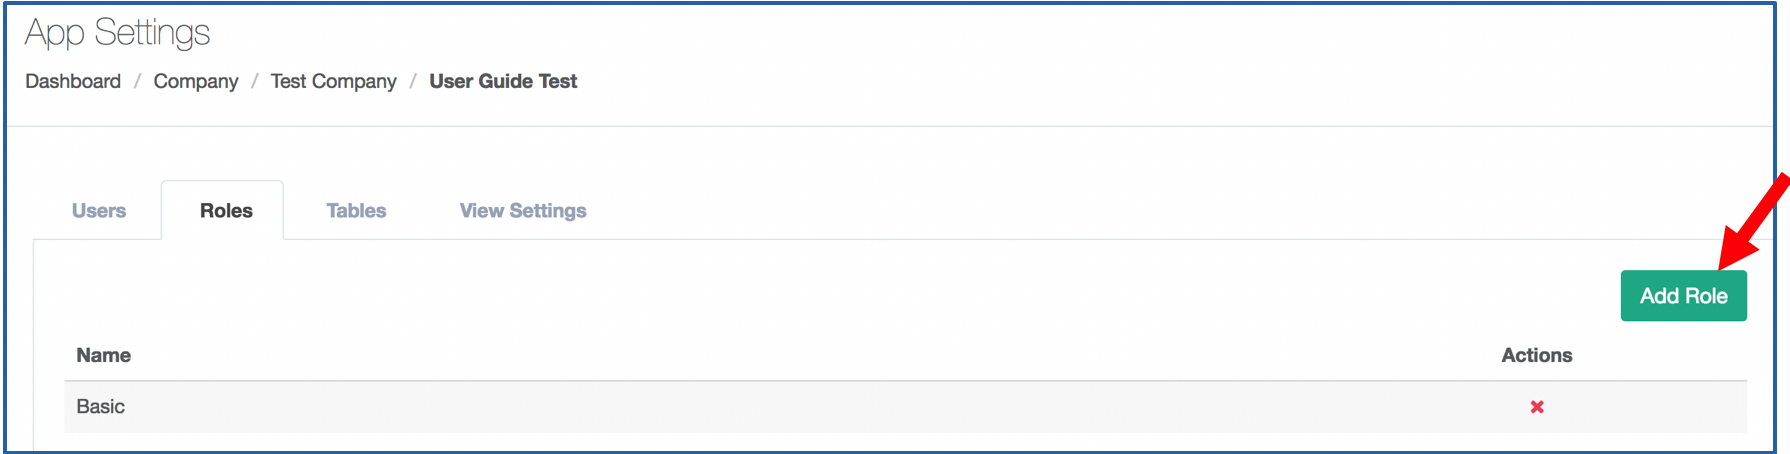 App Settings
Dashboard / Company / Test Company / User Guide Test
Users Roles Tables View Settings
Add Role
Name Actions
Basic